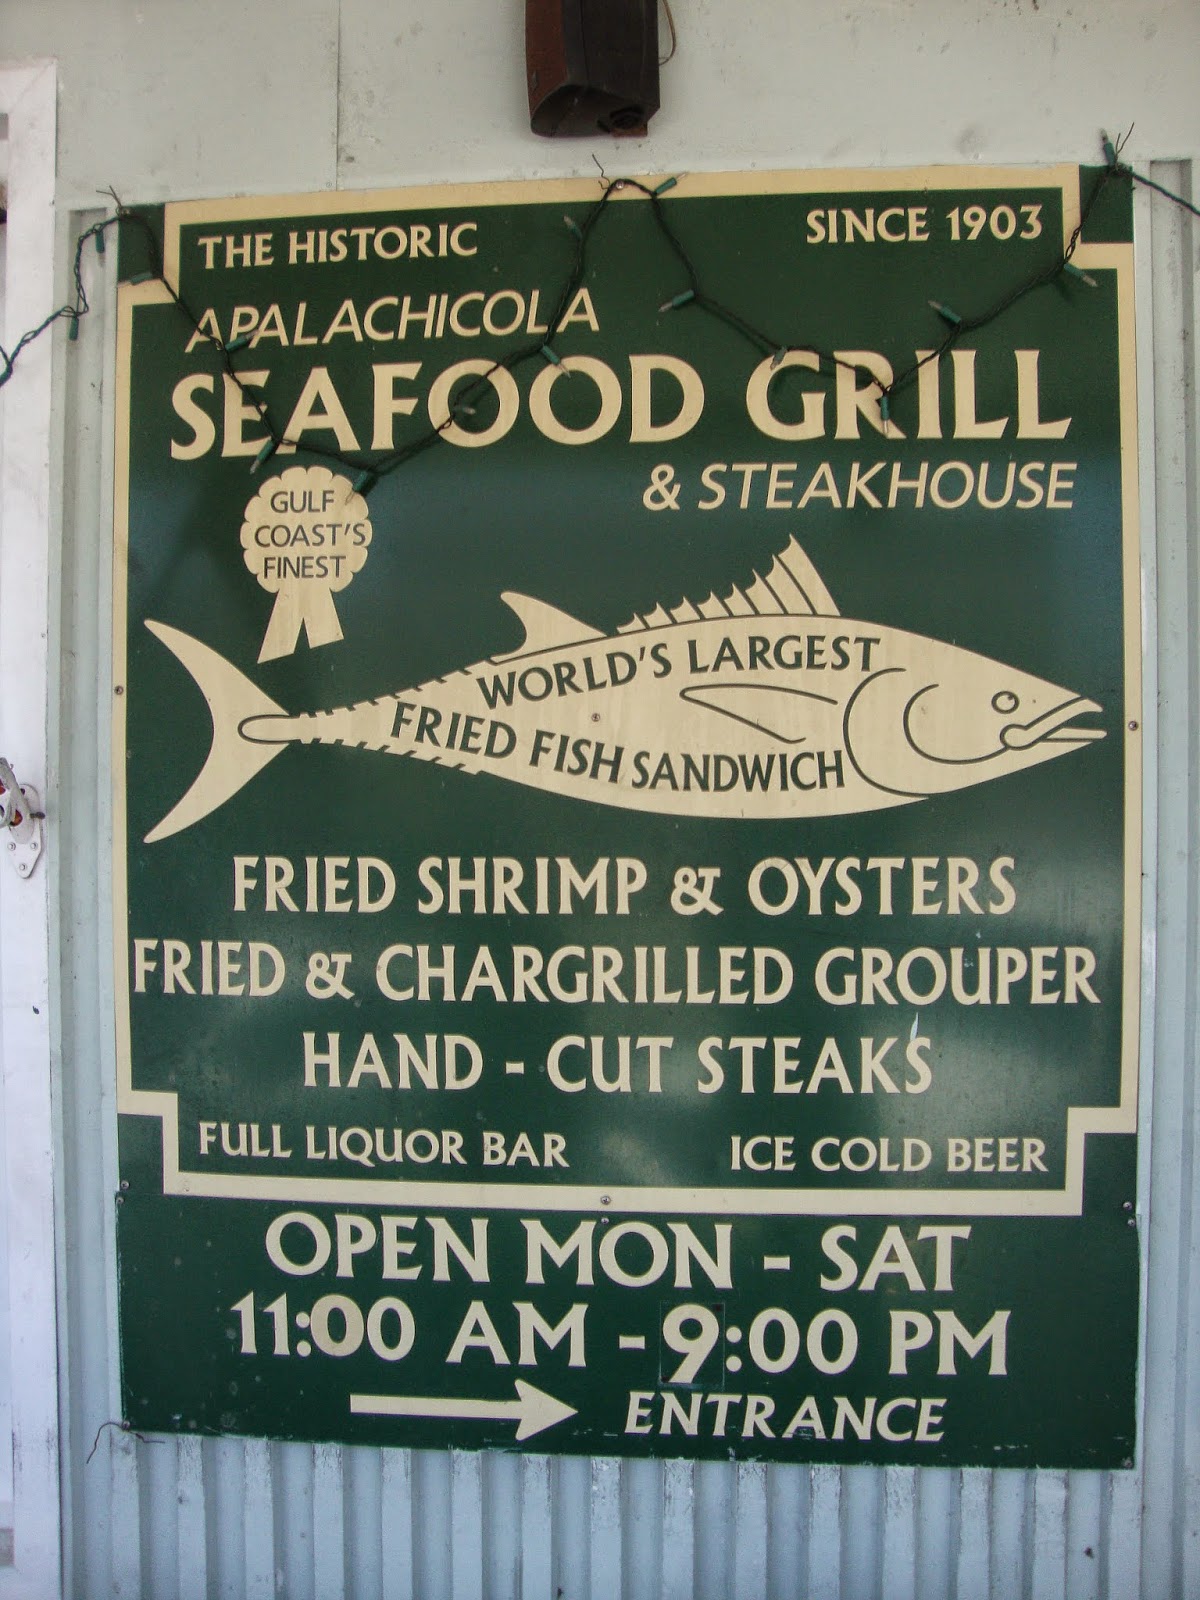 THE HISTORIC
SINCE 1903
APALACHICOLA
SEAFOOD GRILL
& STEAKHOUSE
GULF
COAST'S
FINEST
WORLD'S LARGEST
FRIED FISH SANDWICH
FRIED SHRIMP & OYSTERS
FRIED & CHARGRILLED GROUPER
HAND - CUT STEAKS
FULL LIQUOR BAR
ICE COLD BEER
OPEN MON - SAT
11:00 AM - 9:00 PM
ENTRANCE